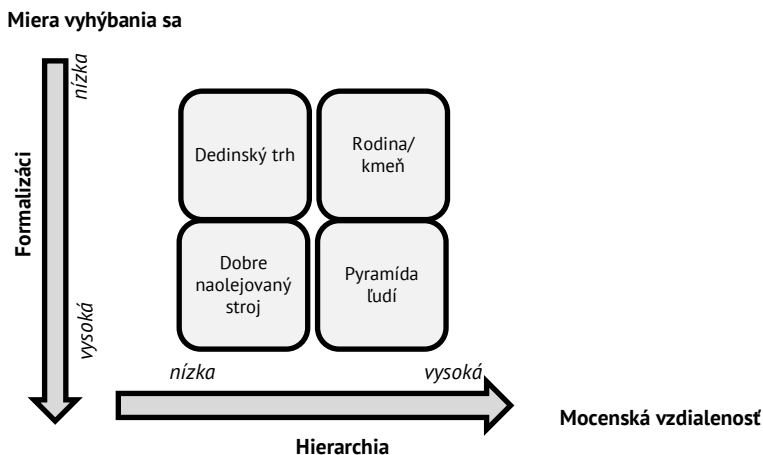 Miera vyhýbania sa
nízka
Formalizáci
vysoká
Dedinský trh
Rodina/
kmeň
Dobre
naolejovaný
stroj
Pyramída
ľudí
nízka
vysoká
Mocenská vzdialenosť
Hierarchia